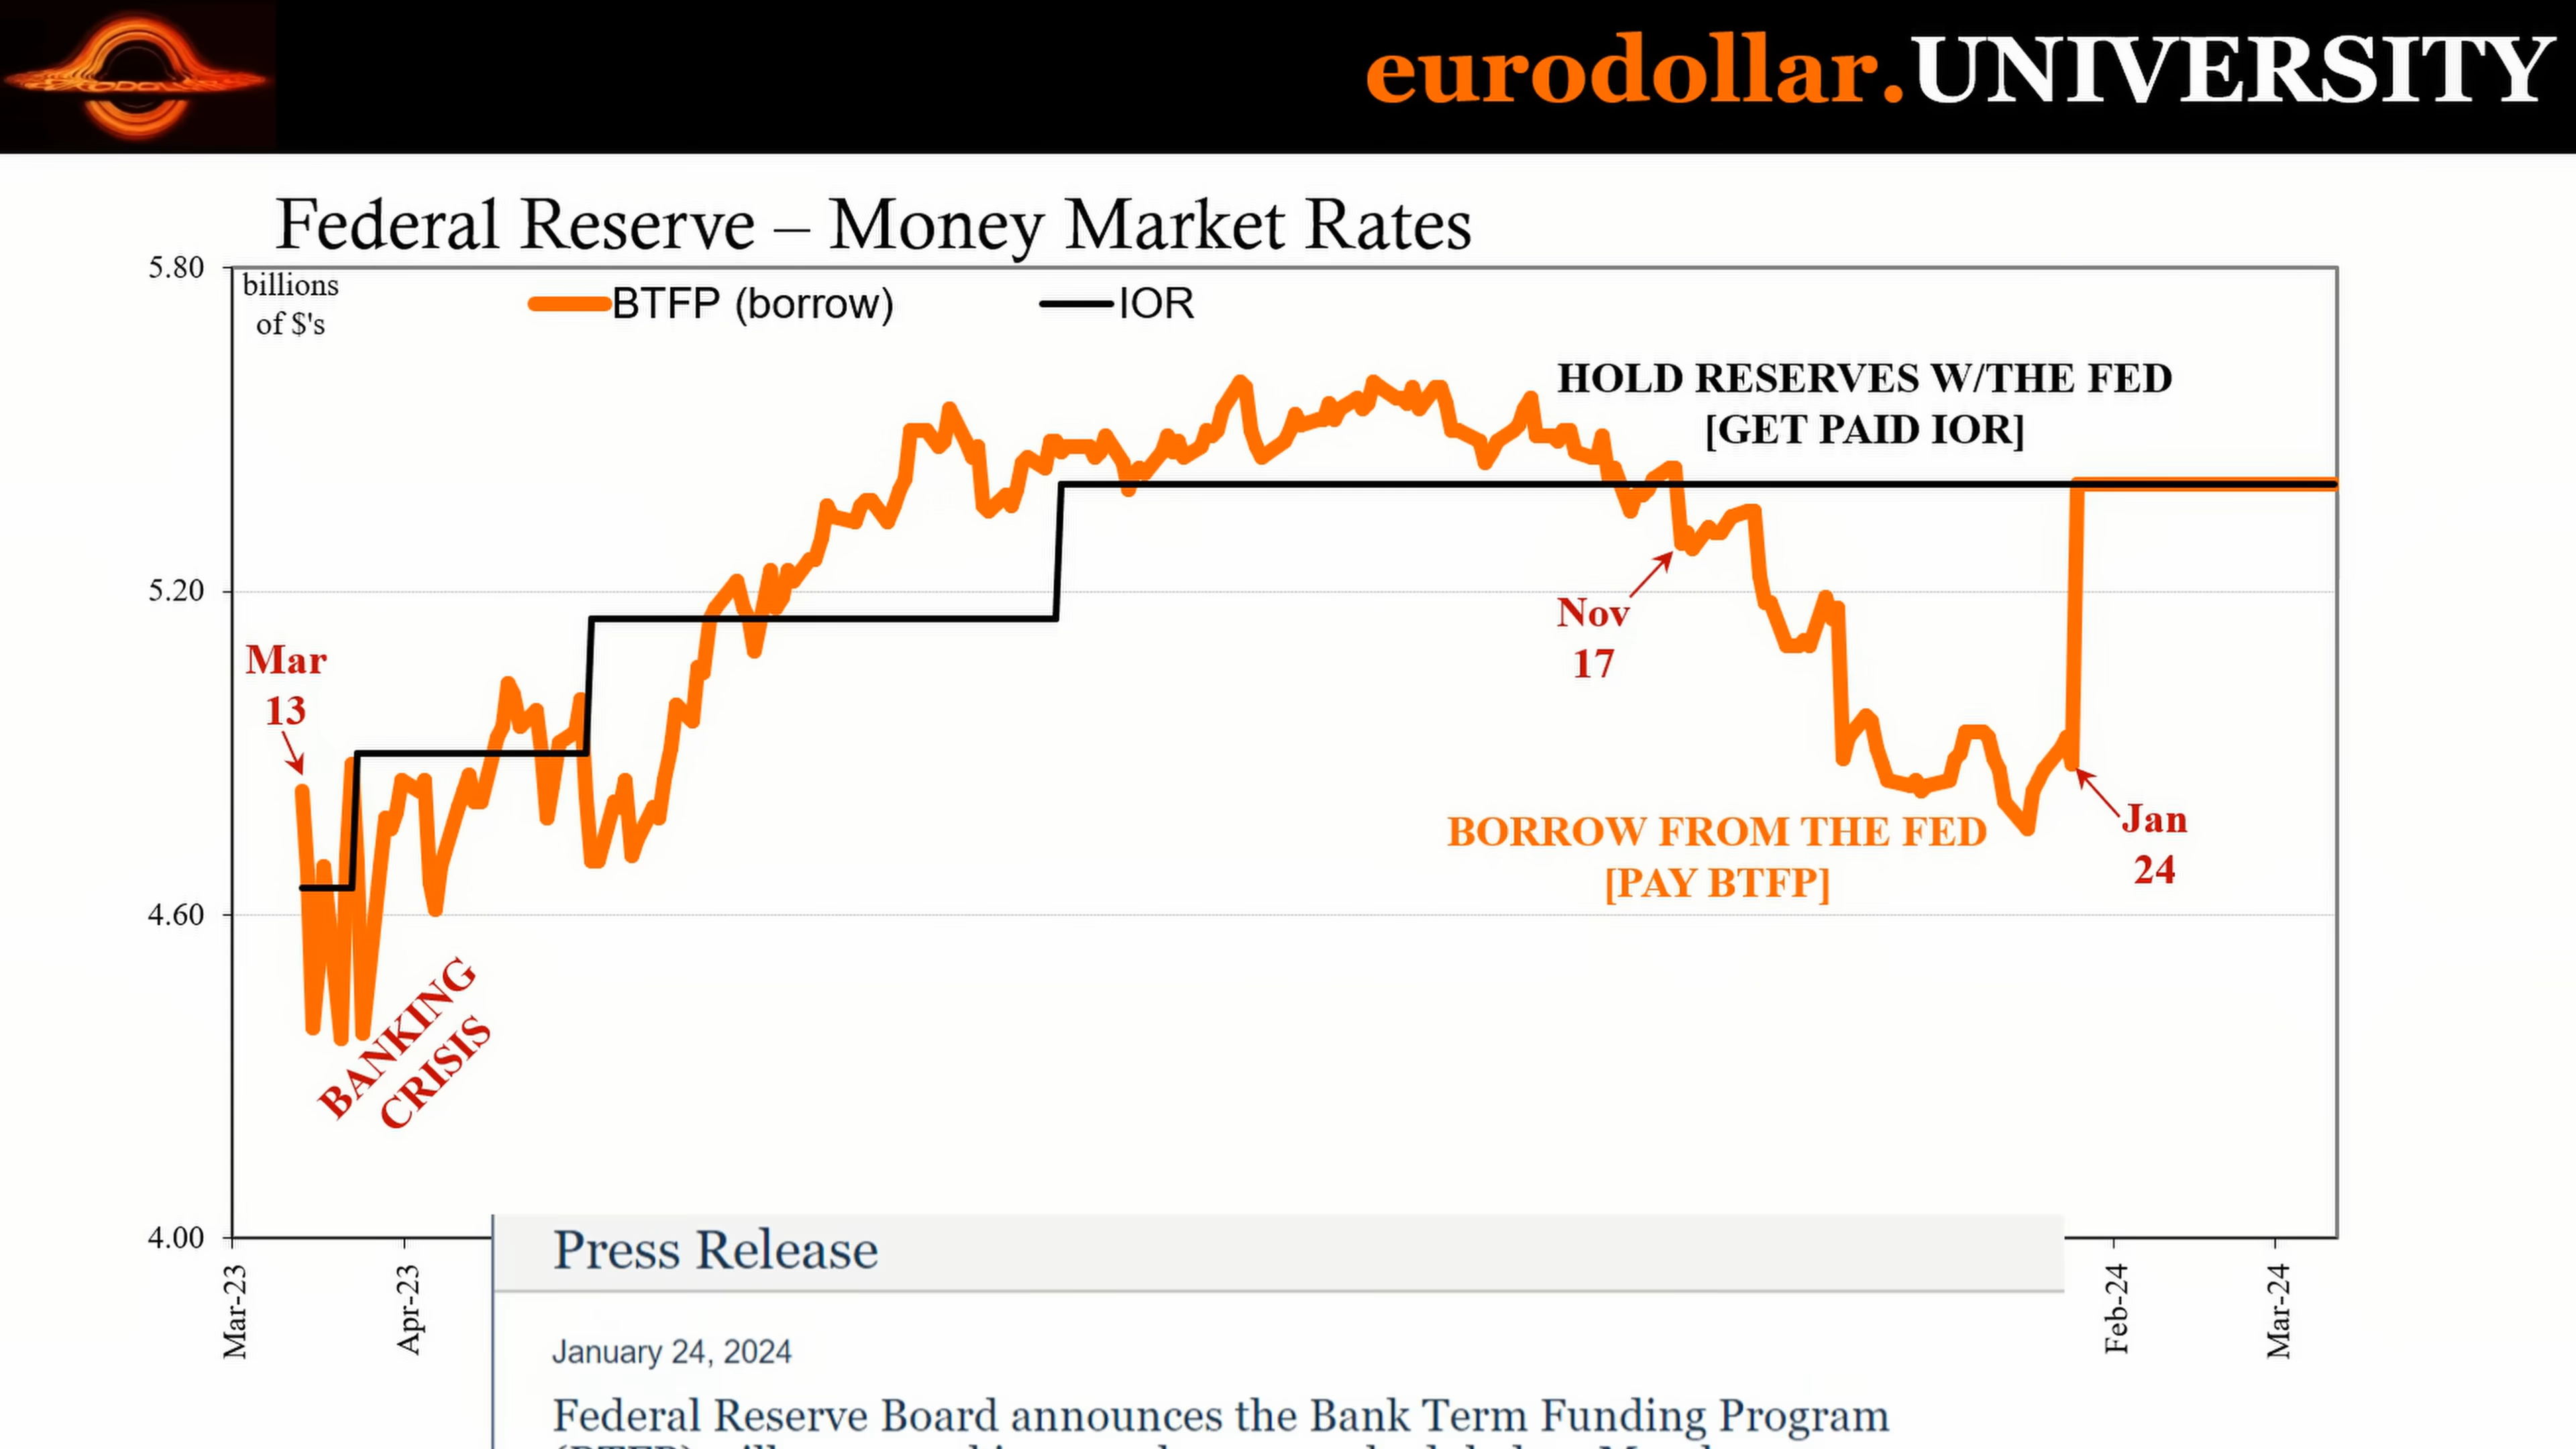 eurodollar.UNIVERSITY
Federal Reserve – Money Market Rates
5.80
billions
of $'s
BTFP (borrow)
IOR
HOLD RESERVES W/THE FED
[GET PAID IOR]
5.20
Nov
17
Mar
13
BORROW FROM THE FED
[PAY BTFP]
Jan
24
4.60
BANKING
CRISIS
4.00
Mar-23
Apr-23
Feb-24
Mar-24
Press Release
January 24, 2024
Federal Reserve Board announces the Bank Term Funding Program